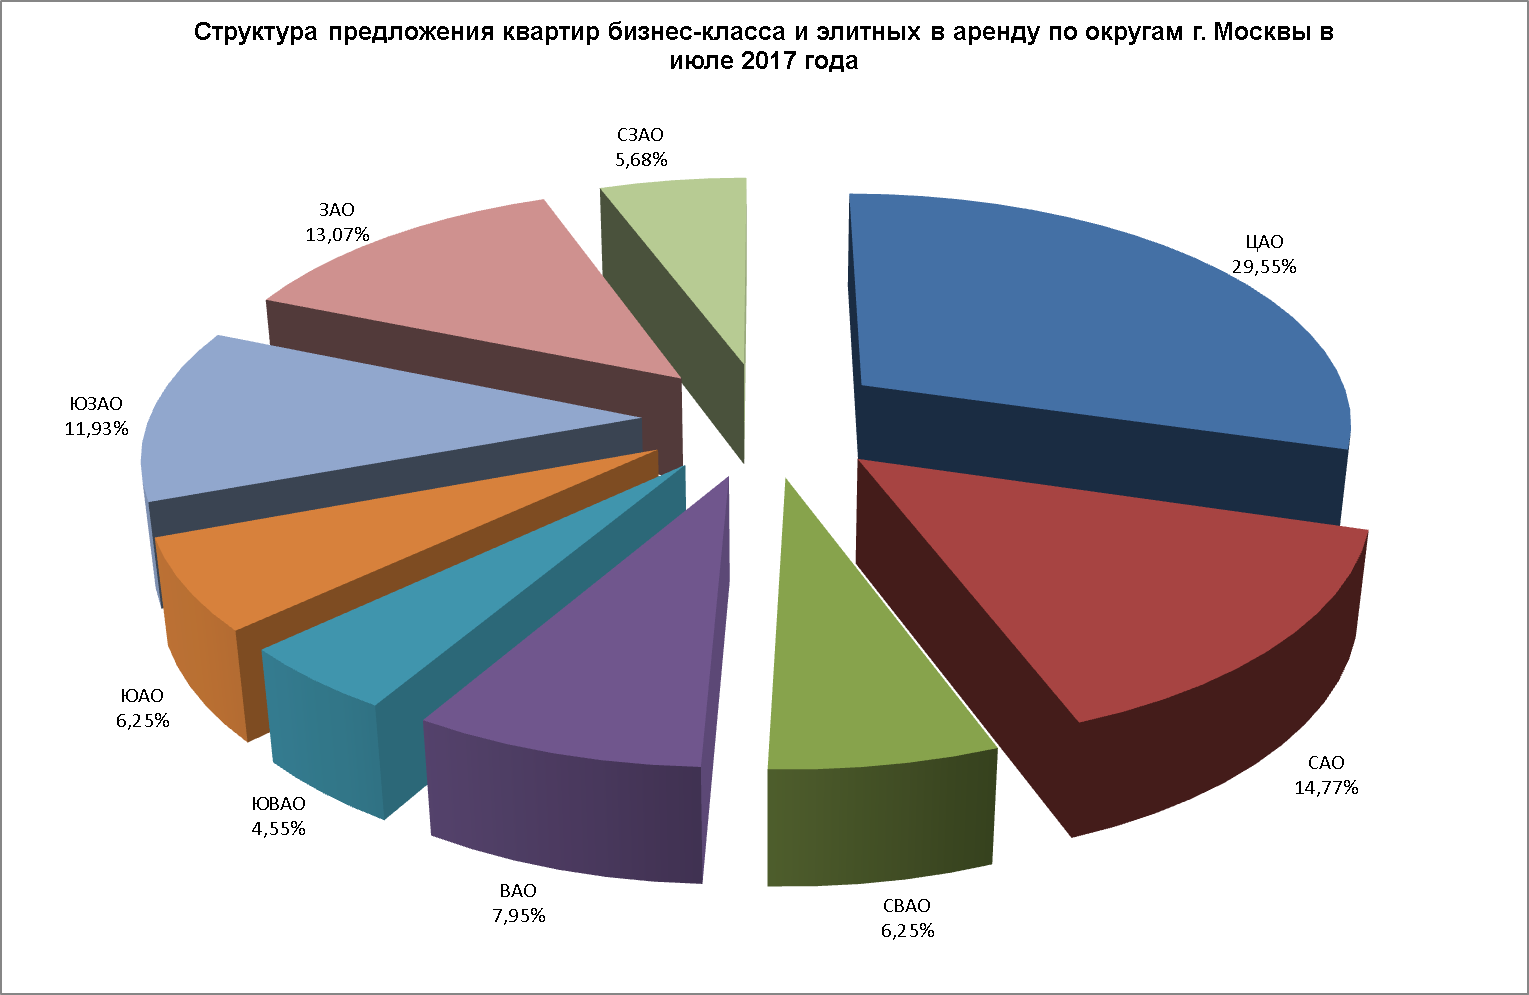 Структура предложения квартир бизнес-класса и элитных в аренду по округам г. Москвы в
июле 2017 года
СЗАО
5,68%
ЗАО
13,07%
ЦАО
29,55%
ЮЗАО
11,93%
ЮАО
6,25%
САО
14,77%
ЮВАО
4,55%
ВАО
7,95%
СВАО
6,25%